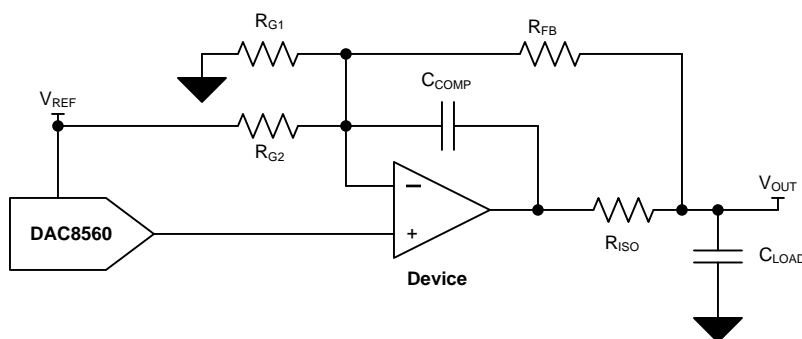 RG1
RFB
CCOMP
VREF
RG2
DAC8560
−
+
Device
RISO
VOUT
CLOAD